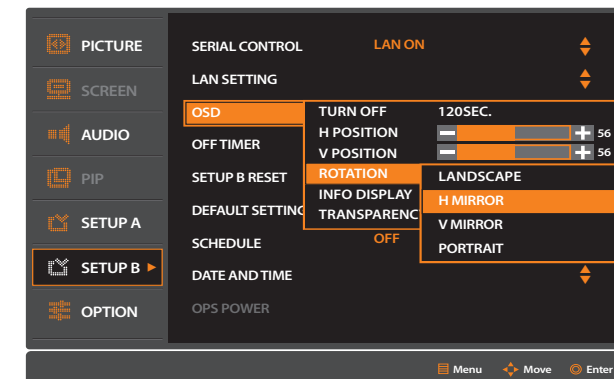 PICTURE
SCREEN
AUDIO
PIP
SETUP A
SETUP B
OPTION
SERIAL CONTROL LAN ON
LAN SETTING
OSD
OFF TIMER
SETUP B RESET
DEFAULT SETTING
SCHEDULE OFF
DATE AND TIME
OPS POWER
TURN OFF 120SEC.
H POSITION 56
V POSITION 56
ROTATION
INFO DISPLAY
TRANSPARENC
LANDSCAPE
H MIRROR
V MIRROR
PORTRAIT
Menu Move Enter